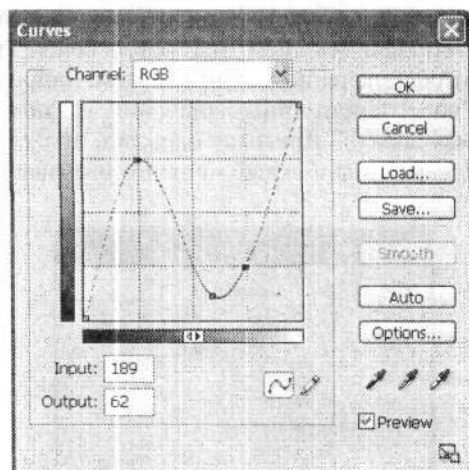 Curves
Channel: RGB
OK
Cancel
Load...
Save...
Smooth
Auto
Options...
Input: 189
Output: 62
Preview